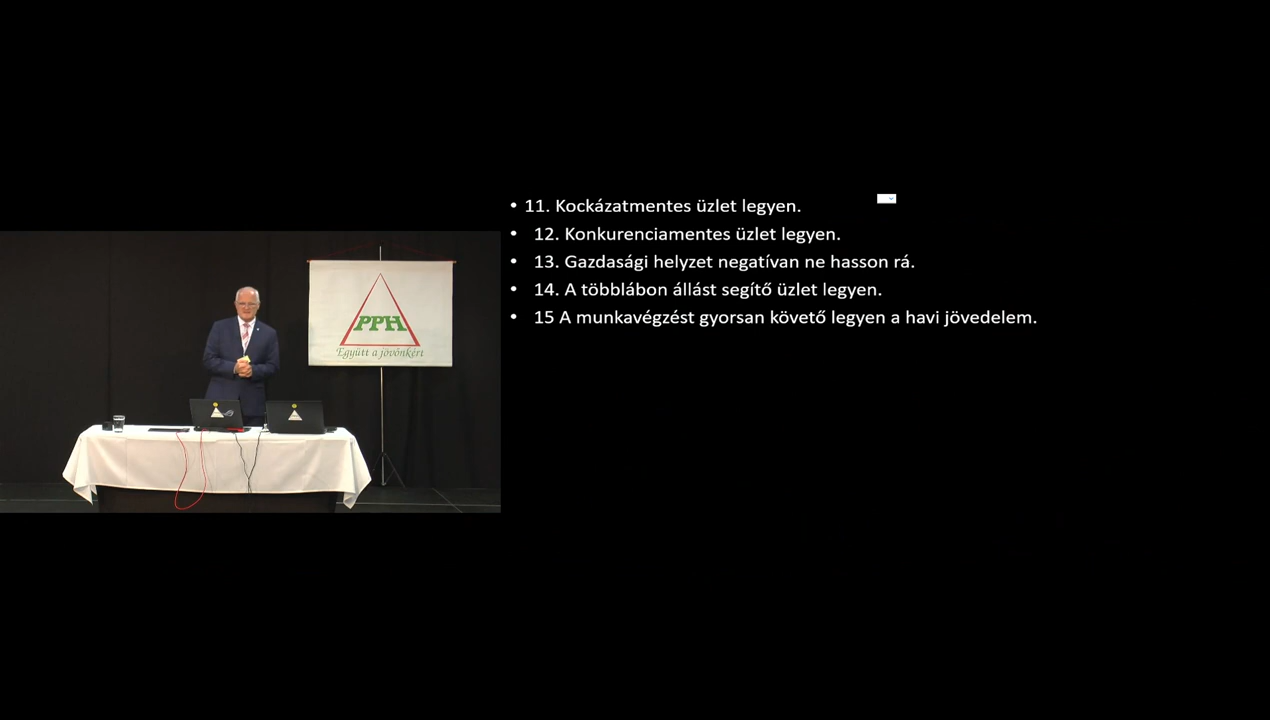 • 11. Kockázatmentes üzlet legyen.
• 12. Konkurenciamentes üzlet legyen.
• 13. Gazdasági helyzet negatívan ne hasson rá.
• 14. A többlábon állást segítő üzlet legyen.
• 15 A munkavégzést gyorsan követő legyen a havi jövedelem.
PPH
Együtt a jövőnkért